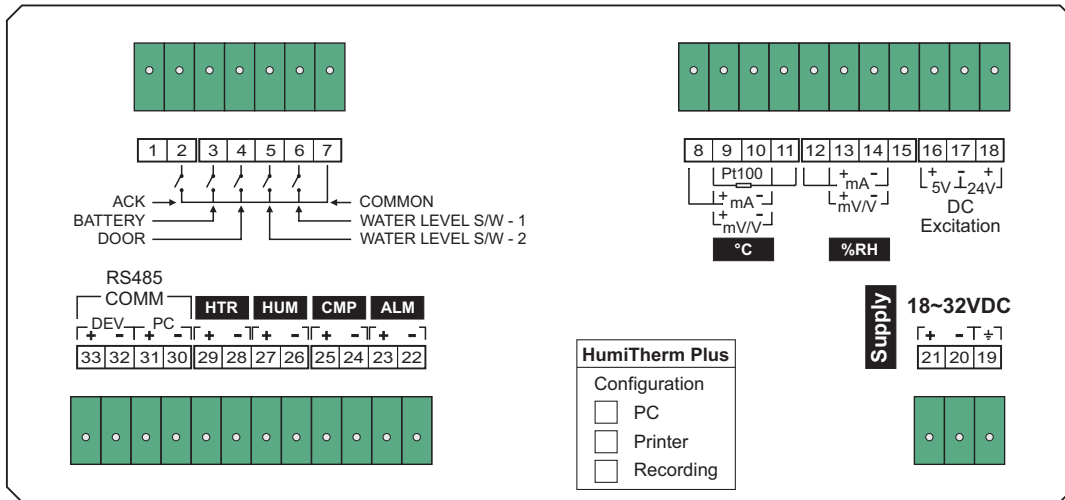 1 2 3 4 5 6 7
ACK
BATTERY
DOOR
COMMON
WATER LEVEL S/W - 1
WATER LEVEL S/W - 2
8 9 10 11 12 13 14 15 16 17 18
Pt100
+ mA -
+ mV/V -
°C
+ mA -
+ mV/V -
%RH
+ - +
5V 24V
DC
Excitation
RS485
COMM
DEV PC
HTR HUM CMP ALM
+ - + - + - + - + - + -
33 32 31 30 29 28 27 26 25 24 23 22
HumiTherm Plus
Configuration
PC
Printer
Recording
Supply
18~32VDC
+ -
21 20 19